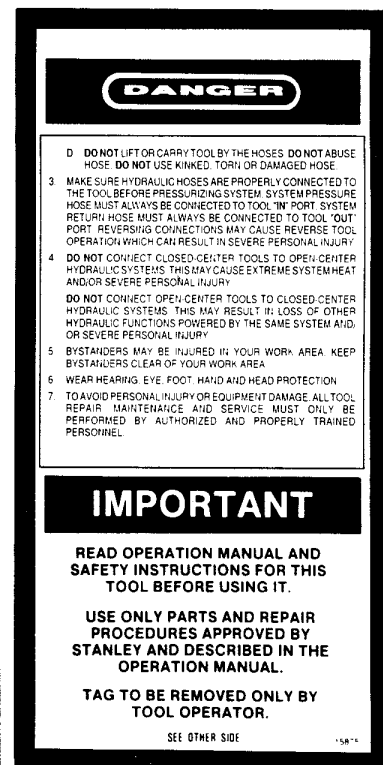 DANGER
D DO NOT LIFT OR CARRY TOOL BY THE HOSES. DO NOT ABUSE
HOSE. DO NOT USE KINKED, TORN OR DAMAGED HOSE.
3. MAKE SURE HYDRAULIC HOSES ARE PROPERLY CONNECTED TO
THE TOOL BEFORE PRESSURIZING SYSTEM. SYSTEM PRESSURE
HOSE MUST ALWAYS BE CONNECTED TO TOOL "IN" PORT. SYSTEM
RETURN HOSE MUST ALWAYS BE CONNECTED TO TOOL "OUT"
PORT. REVERSING CONNECTIONS MAY CAUSE REVERSE TOOL
OPERATION WHICH CAN RESULT IN SEVERE PERSONAL INJURY
4 DO NOT CONNECT CLOSED-CENTER TOOLS TO OPEN-CENTER
HYDRAULIC SYSTEMS. THIS MAY CAUSE EXTREME SYSTEM HEAT
AND/OR SEVERE PERSONAL INJURY
DO NOT CONNECT OPEN-CENTER TOOLS TO CLOSED-CENTER
HYDRAULIC SYSTEMS. THIS MAY RESULT IN LOSS OF OTHER
HYDRAULIC FUNCTIONS POWERED BY THE SAME SYSTEM AND/
OR SEVERE PERSONAL INJURY
5 BYSTANDERS MAY BE INJURED IN YOUR WORK AREA. KEEP
BYSTANDERS CLEAR OF YOUR WORK AREA
6 WEAR HEARING, EYE, FOOT, HAND AND HEAD PROTECTION
7. TO AVOID PERSONAL INJURY OR EQUIPMENT DAMAGE, ALL TOOL
REPAIR MAINTENANCE AND SERVICE MUST ONLY BE
PERFORMED BY AUTHORIZED AND PROPERLY TRAINED
PERSONNEL.
IMPORTANT
READ OPERATION MANUAL AND
SAFETY INSTRUCTIONS FOR THIS
TOOL BEFORE USING IT.
USE ONLY PARTS AND REPAIR
PROCEDURES APPROVED BY
STANLEY AND DESCRIBED IN THE
OPERATION MANUAL.
TAG TO BE REMOVED ONLY BY
TOOL OPERATOR.
SEE OTHER SIDE